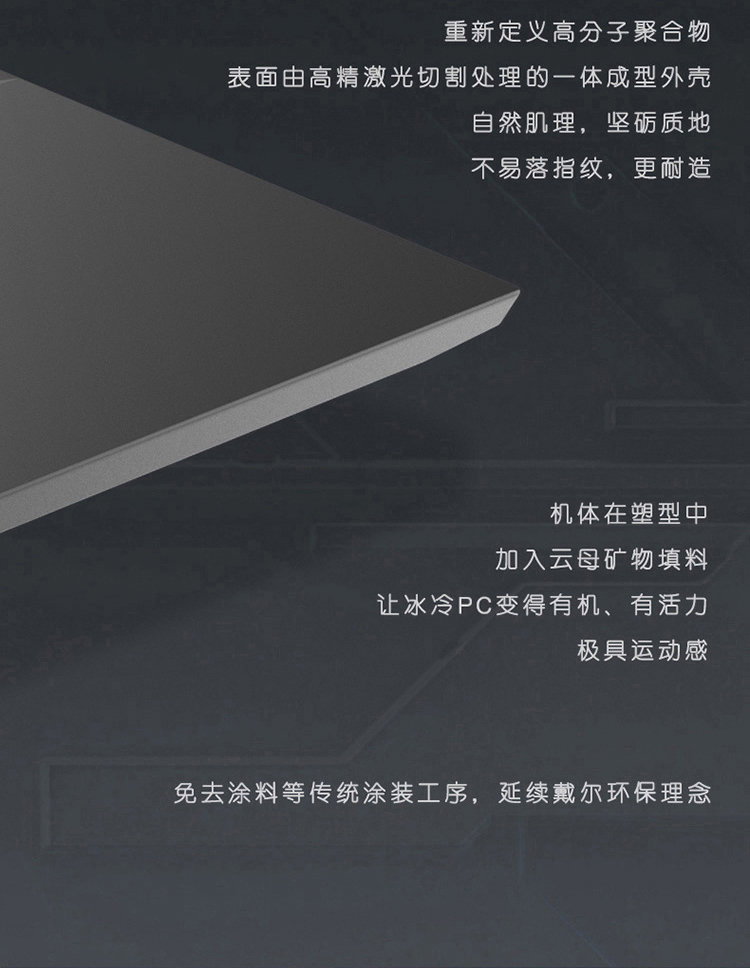 重新定义高分子聚合物
表面由高精激光切割处理的一体成型外壳
自然肌理，坚砺质地
不易落指纹，更耐造
机体在塑型中
加入云母矿物填料
让冰冷PC变得有机、有活力
极具运动感
免去涂料等传统涂装工序，延续戴尔环保理念